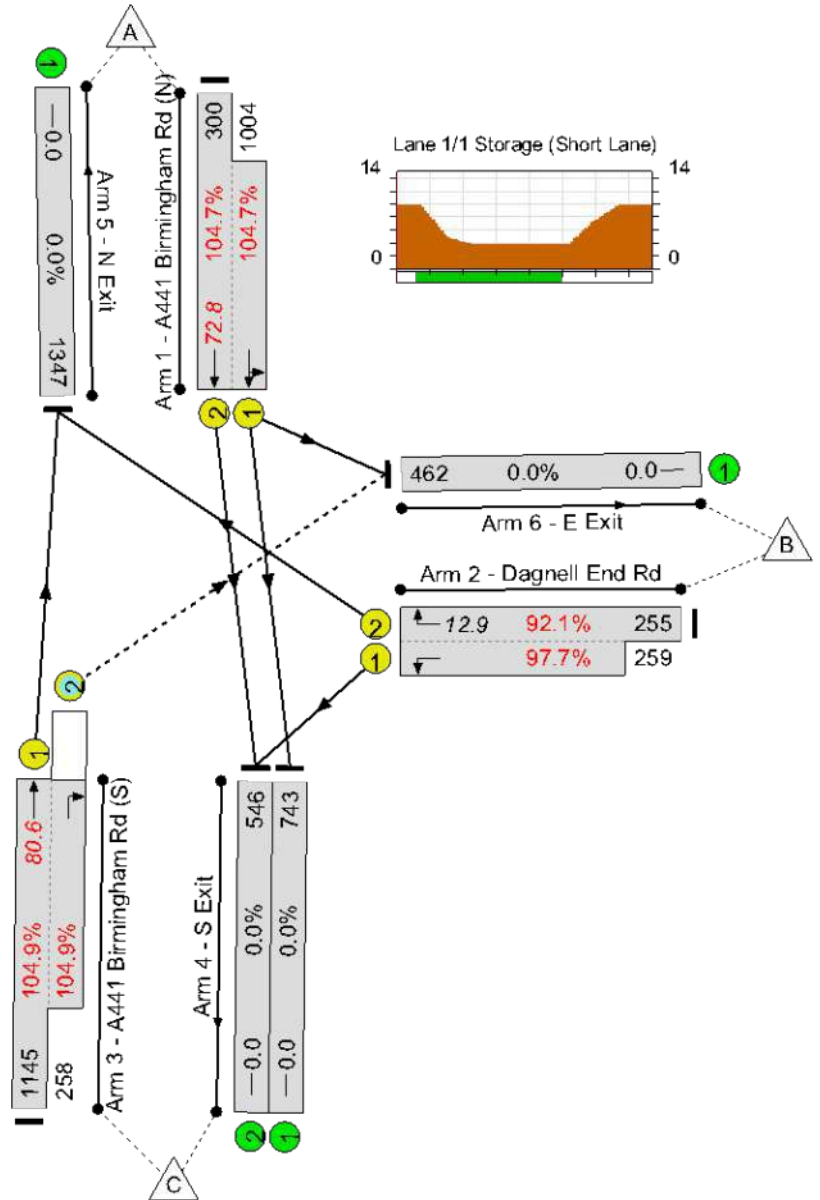 A
1
—0.0
0.0%
1347
Arm 5 - N Exit
Arm 1 - A441 Birmingham Rd (N)
300
104.7%
72.8
1004
104.7%
2
1
Lane 1/1 Storage (Short Lane)
14
14
0
0
462 0.0% 0.0—
1
Arm 6 - E Exit
B
Arm 2 - Dagnell End Rd
2
12.9 92.1% 255
1
97.7% 259
2
1
80.6
104.9%
1145
104.9%
258
Arm 3 - A441 Birmingham Rd (S)
Arm 4 - S Exit
546
0.0%
—0.0
743
0.0%
—0.0
2
1
C